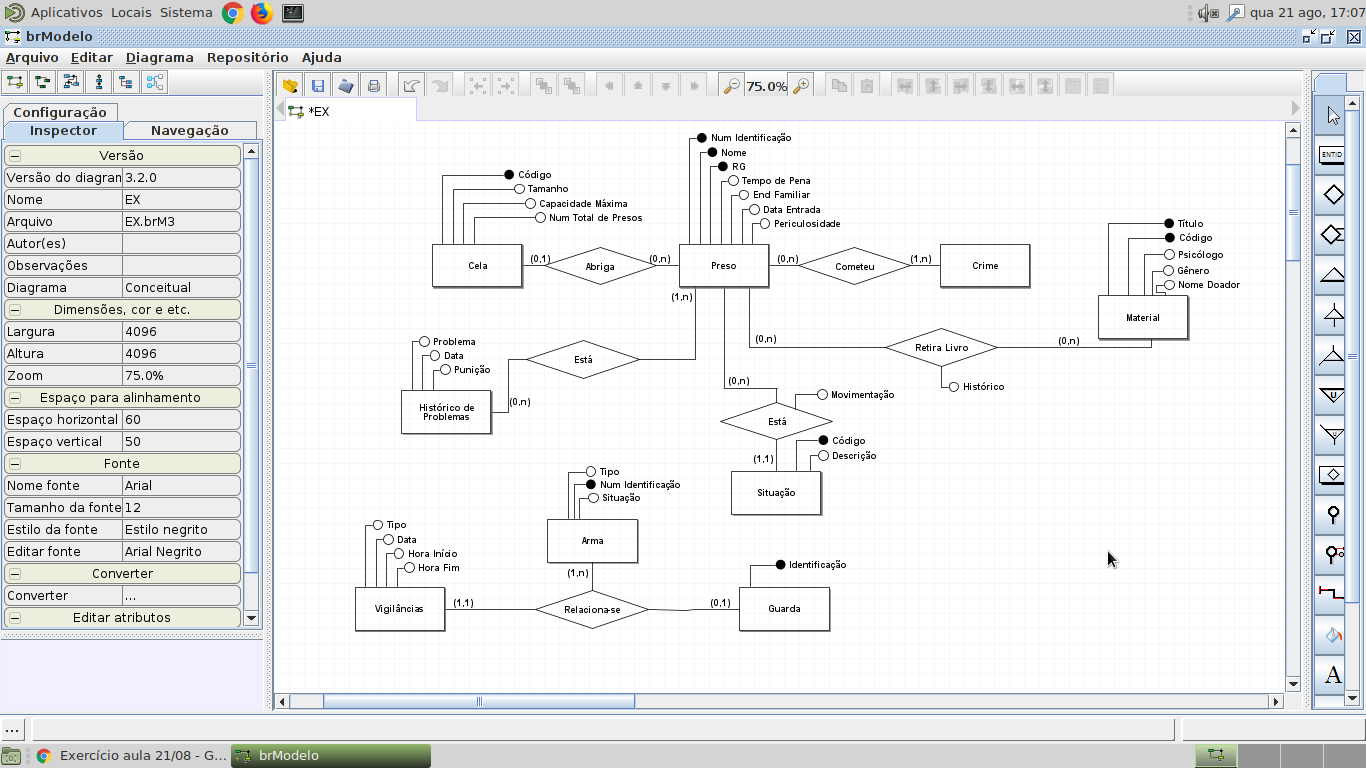 Aplicativos Locais Sistema
qua 21 ago, 17:07
brModelo
Arquivo Editar Diagrama Repositório Ajuda
75.0%
Configuração
Inspector Navegação
*EX
Versão
Versão do diagran 3.2.0
Nome EX
Arquivo EX.brM3
Autor(es)
Observações
Diagrama Conceitual
Dimensões, cor e etc.
Largura 4096
Altura 4096
Zoom 75.0%
Espaço para alinhamento
Espaço horizontal 60
Espaço vertical 50
Fonte
Nome fonte Arial
Tamanho da fonte 12
Estilo da fonte Estilo negrito
Editar fonte Arial Negrito
Converter
Converter ...
Editar atributos
Código
Tamanho
Capacidade Máxima
Num Total de Presos
Cela
(0,1)
Abriga
(0,n)
Num Identificação
Nome
RG
Tempo de Pena
End Familiar
Data Entrada
Periculosidade
Preso
(0,n)
Cometeu
(1,n)
Crime
Título
Código
Psicólogo
Gênero
Nome Doador
Material
(1,n)
(0,n)
Retira Livro
(0,n)
Histórico
Problema
Data
Punição
Está
Histórico de
Problemas
(0,n)
(0,n)
Movimentação
Está
Código
Descrição
(1,1)
Situação
Tipo
Num Identificação
Situação
Arma
(1,n)
Tipo
Data
Hora Início
Hora Fim
Vigilâncias
(1,1)
Relaciona-se
(0,1)
Identificação
Guarda
ENTID
A
...
Exercício aula 21/08 - G...
brModelo